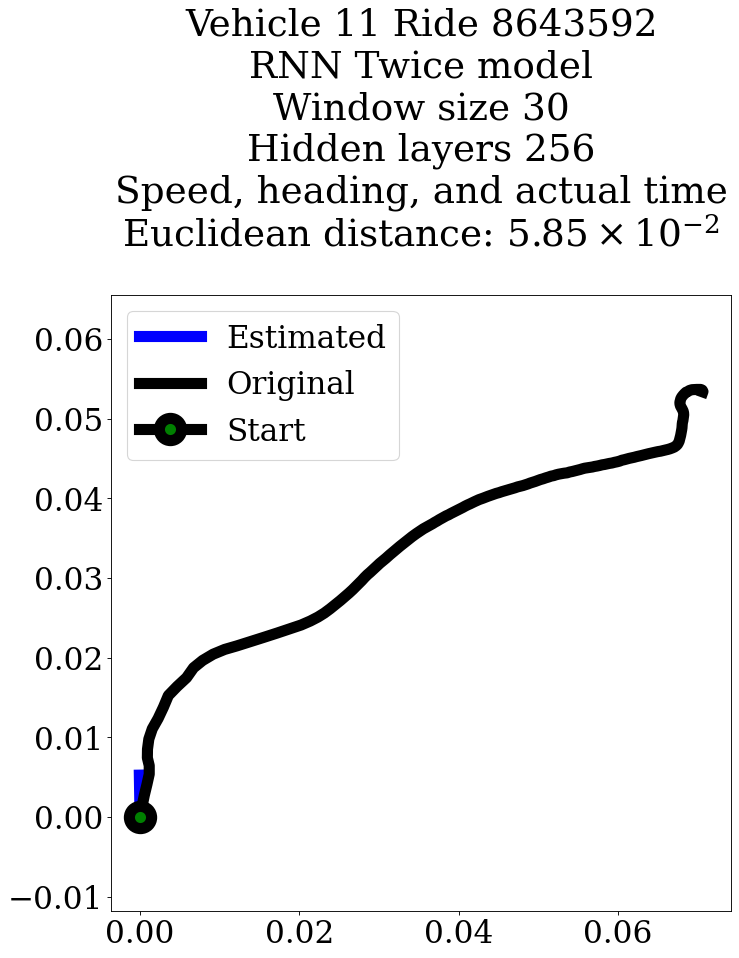 Vehicle 11 Ride 8643592
RNN Twice model
Window size 30
Hidden layers 256
Speed, heading, and actual time
Euclidean distance: 5.85 × 10⁻²
Estimated
Original
Start
0.06
0.05
0.04
0.03
0.02
0.01
0.00
−0.01
0.00 0.02 0.04 0.06